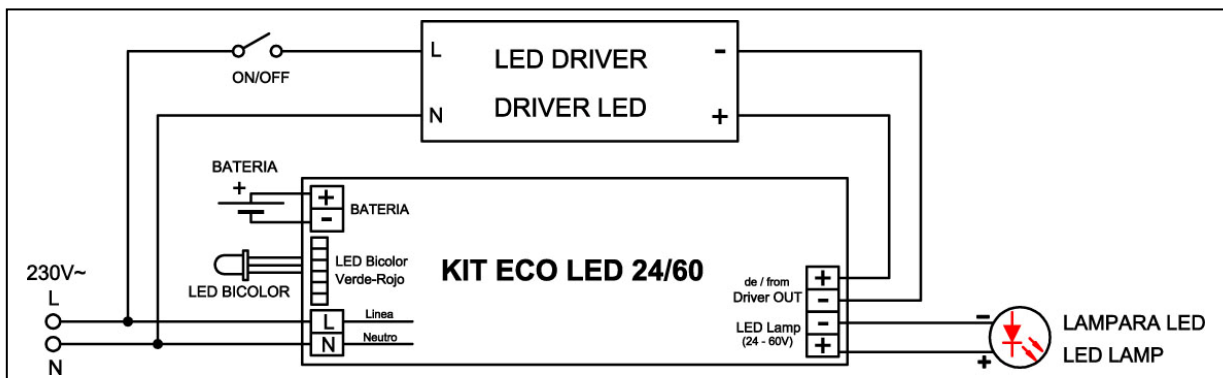 ON/OFF
L
LED DRIVER
-
N
DRIVER LED
+
BATERIA
+
+
-
BATERIA
LED Bicolor
Verde-Rojo
LED BICOLOR
KIT ECO LED 24/60
230V~
L
N
L
Linea
N
Neutro
de / from
Driver OUT
+
-
LED Lamp
(24 - 60V)
-
+
-
+
LAMPARA LED
LED LAMP